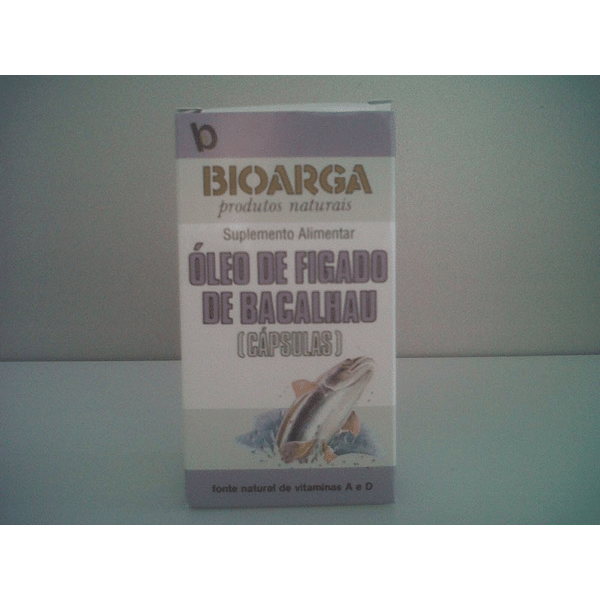 b
BIOARGA
produtos naturais
Suplemento Alimentar
ÓLEO DE FIGADO
DE BACALHAU
(CÁPSULAS)
fonte natural de vitaminas A e D